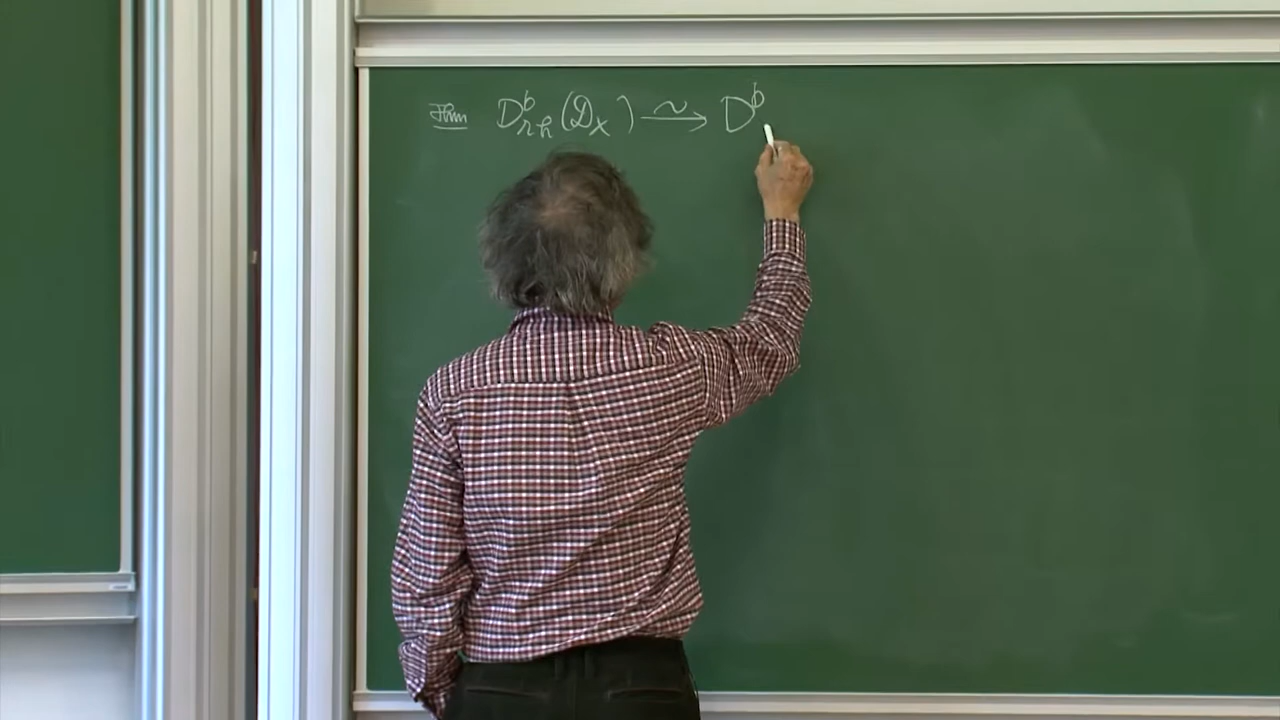 Thm D^b_{rh}(𝒟_X) ⥲ D^b